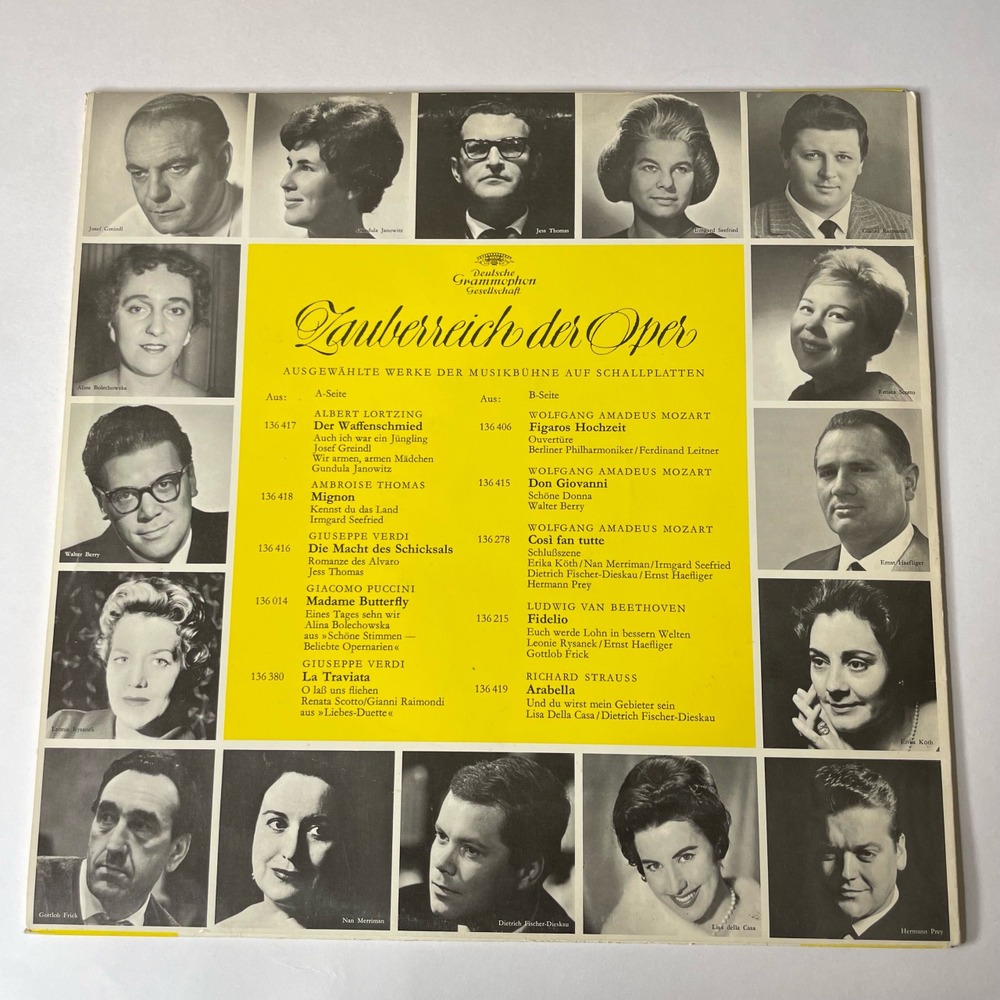 Josef Greindl
Gundula Janowitz
Jess Thomas
Irmgard Seefried
Gianni Raimondi
Deutsche
Grammophon
Gesellschaft
Zauberreich der Oper
AUSGEWÄHLTE WERKE DER MUSIKBÜHNE AUF SCHALLPLATTEN
Aus: A-Seite
ALBERT LORTZING
136 417 Der Waffenschmied
Auch ich war ein Jüngling
Josef Greindl
Wir armen, armen Mädchen
Gundula Janowitz
AMBROISE THOMAS
136 418 Mignon
Kennst du das Land
Irmgard Seefried
GIUSEPPE VERDI
136 416 Die Macht des Schicksals
Romanze des Alvaro
Jess Thomas
GIACOMO PUCCINI
136 014 Madame Butterfly
Eines Tages sehn wir
Alina Bolechowska
aus »Schöne Stimmen —
Beliebte Opernarien«
GIUSEPPE VERDI
136 380 La Traviata
O laß uns fliehen
Renata Scotto/Gianni Raimondi
aus »Liebes-Duette«
Aus: B-Seite
WOLFGANG AMADEUS MOZART
136 406 Figaros Hochzeit
Ouvertüre
Berliner Philharmoniker/Ferdinand Leitner
WOLFGANG AMADEUS MOZART
136 415 Don Giovanni
Schöne Donna
Walter Berry
WOLFGANG AMADEUS MOZART
136 278 Così fan tutte
Schlußszene
Erika Köth/Nan Merriman/Irmgard Seefried
Dietrich Fischer-Dieskau/Ernst Haefliger
Hermann Prey
LUDWIG VAN BEETHOVEN
136 215 Fidelio
Euch werde Lohn in bessern Welten
Leonie Rysanek/Ernst Haefliger
Gottlob Frick
RICHARD STRAUSS
136 419 Arabella
Und du wirst mein Gebieter sein
Lisa Della Casa/Dietrich Fischer-Dieskau
Alina Bolechowska
Renata Scotto
Walter Berry
Ernst Haefliger
Leonie Rysanek
Erika Köth
Gottlob Frick
Nan Merriman
Dietrich Fischer-Dieskau
Lisa della Casa
Hermann Prey